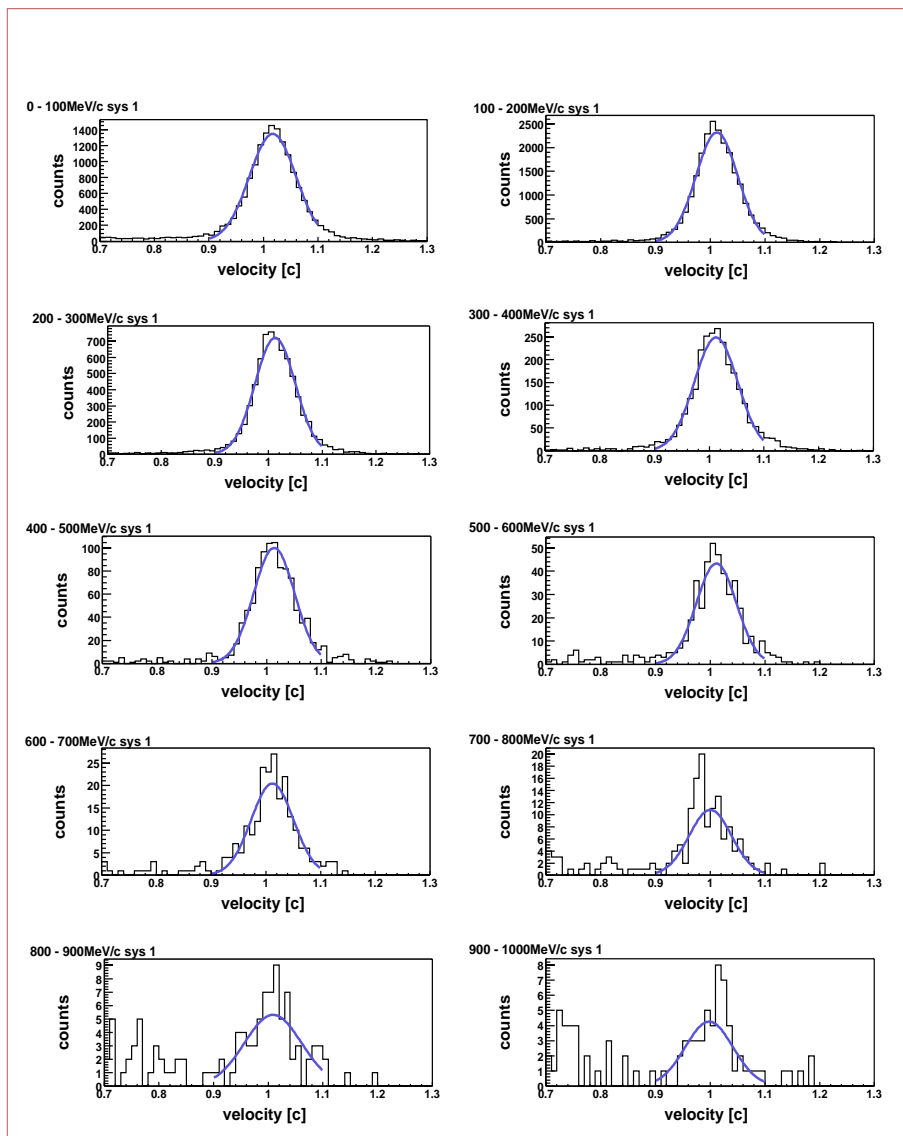 0 - 100MeV/c sys 1
counts
1400
1200
1000
800
600
400
200
0
0.7 0.8 0.9 1 1.1 1.2 1.3
velocity [c]
100 - 200MeV/c sys 1
counts
2500
2000
1500
1000
500
0
0.7 0.8 0.9 1 1.1 1.2 1.3
velocity [c]
200 - 300MeV/c sys 1
counts
700
600
500
400
300
200
100
0
0.7 0.8 0.9 1 1.1 1.2 1.3
velocity [c]
300 - 400MeV/c sys 1
counts
250
200
150
100
50
0
0.7 0.8 0.9 1 1.1 1.2 1.3
velocity [c]
400 - 500MeV/c sys 1
counts
100
80
60
40
20
0
0.7 0.8 0.9 1 1.1 1.2 1.3
velocity [c]
500 - 600MeV/c sys 1
counts
50
40
30
20
10
0
0.7 0.8 0.9 1 1.1 1.2 1.3
velocity [c]
600 - 700MeV/c sys 1
counts
25
20
15
10
5
0
0.7 0.8 0.9 1 1.1 1.2 1.3
velocity [c]
700 - 800MeV/c sys 1
counts
20
18
16
14
12
10
8
6
4
2
0
0.7 0.8 0.9 1 1.1 1.2 1.3
velocity [c]
800 - 900MeV/c sys 1
counts
9
8
7
6
5
4
3
2
1
0
0.7 0.8 0.9 1 1.1 1.2 1.3
velocity [c]
900 - 1000MeV/c sys 1
counts
8
7
6
5
4
3
2
1
0
0.7 0.8 0.9 1 1.1 1.2 1.3
velocity [c]